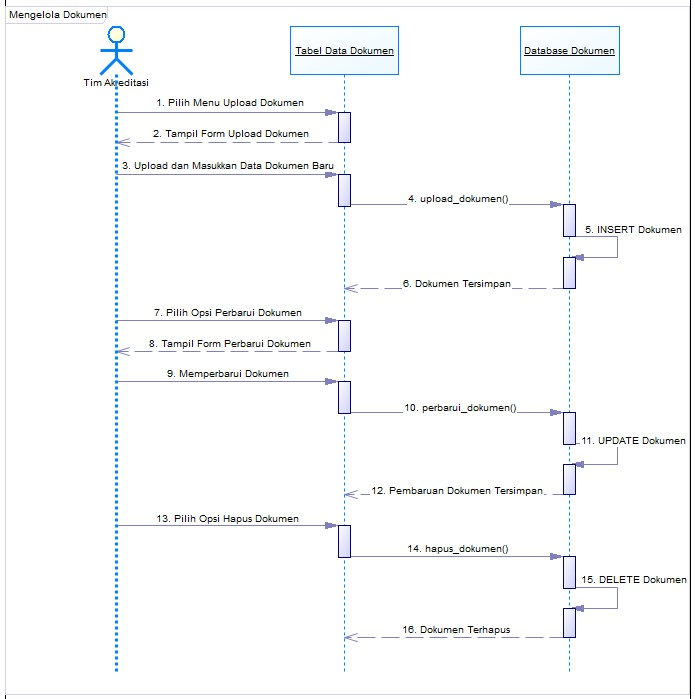 Mengelola Dokumen
Tabel Data Dokumen
Database Dokumen
Tim Akreditasi
1. Pilih Menu Upload Dokumen
2. Tampil Form Upload Dokumen
3. Upload dan Masukkan Data Dokumen Baru
4. upload_dokumen()
5. INSERT Dokumen
6. Dokumen Tersimpan
7. Pilih Opsi Perbarui Dokumen
8. Tampil Form Perbarui Dokumen
9. Memperbarui Dokumen
10. perbarui_dokumen()
11. UPDATE Dokumen
12. Pembaruan Dokumen Tersimpan
13. Pilih Opsi Hapus Dokumen
14. hapus_dokumen()
15. DELETE Dokumen
16. Dokumen Terhapus